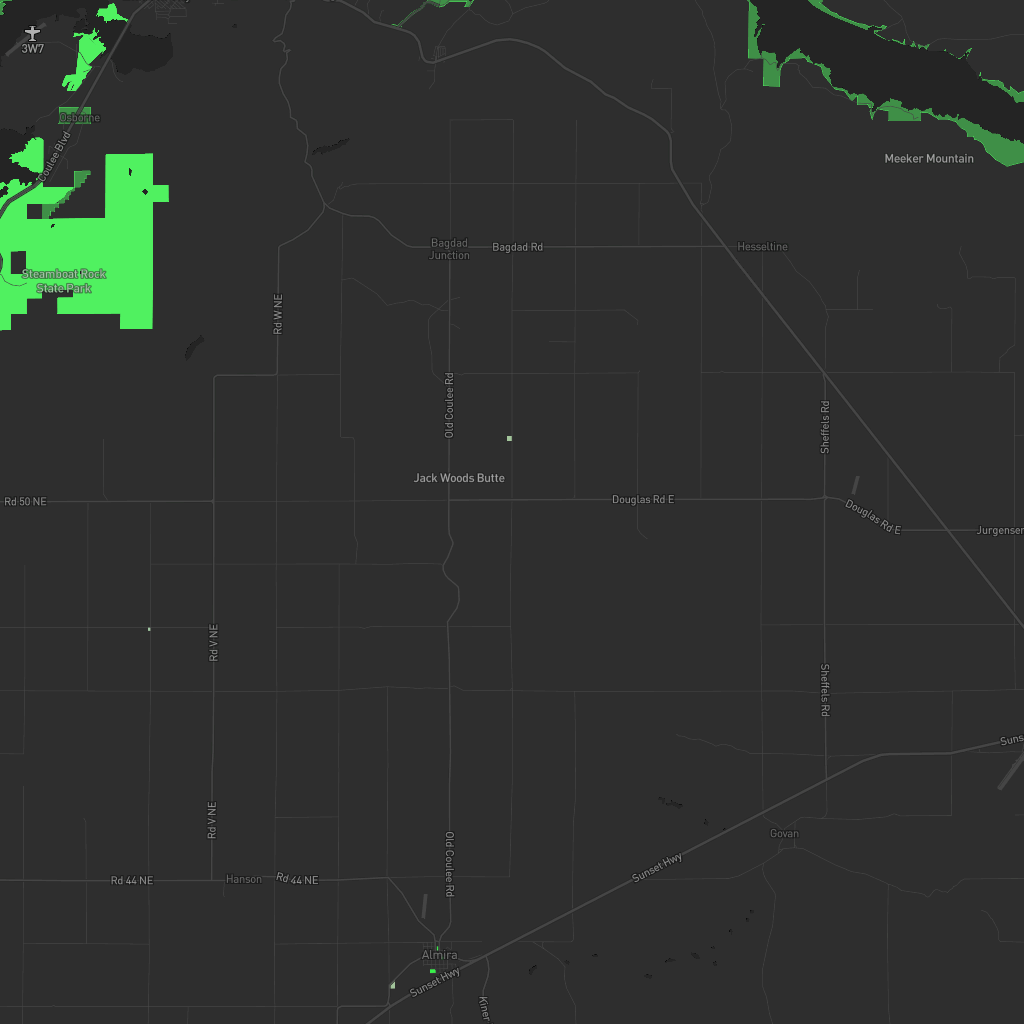 3W7
Osborne
Coulee Blvd
Meeker Mountain
Bagdad
Junction
Bagdad Rd
Hesseltine
Steamboat Rock
State Park
Rd W NE
Old Coulee Rd
Sheffels Rd
Jack Woods Butte
Rd 50 NE
Douglas Rd E
Douglas Rd E
Jurgensen
Rd V NE
Sheffels Rd
Suns
Rd V NE
Old Coulee Rd
Govan
Sunset Hwy
Rd 44 NE
Hanson
Rd 44 NE
Almira
Sunset Hwy
Kiner